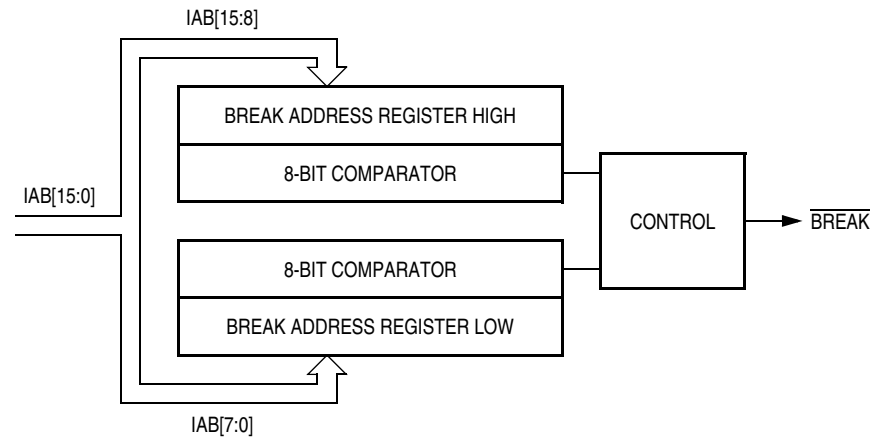 IAB[15:8]
BREAK ADDRESS REGISTER HIGH
8-BIT COMPARATOR
IAB[15:0]
CONTROL
BREAK
8-BIT COMPARATOR
BREAK ADDRESS REGISTER LOW
IAB[7:0]